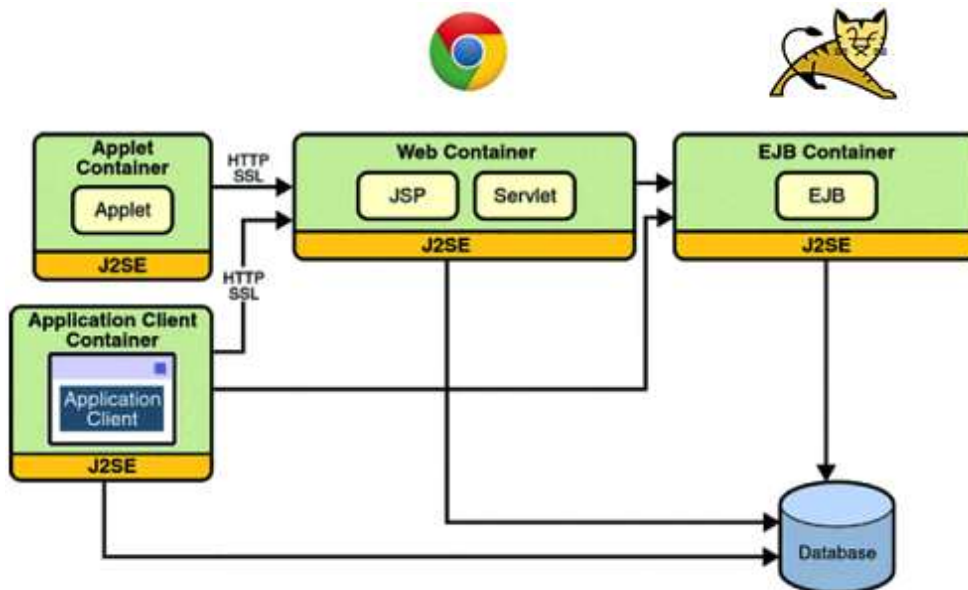 Applet
Container
Applet
J2SE
HTTP
SSL
Web Container
JSP
Servlet
J2SE
EJB Container
EJB
J2SE
HTTP
SSL
Application Client
Container
Application
Client
J2SE
Database